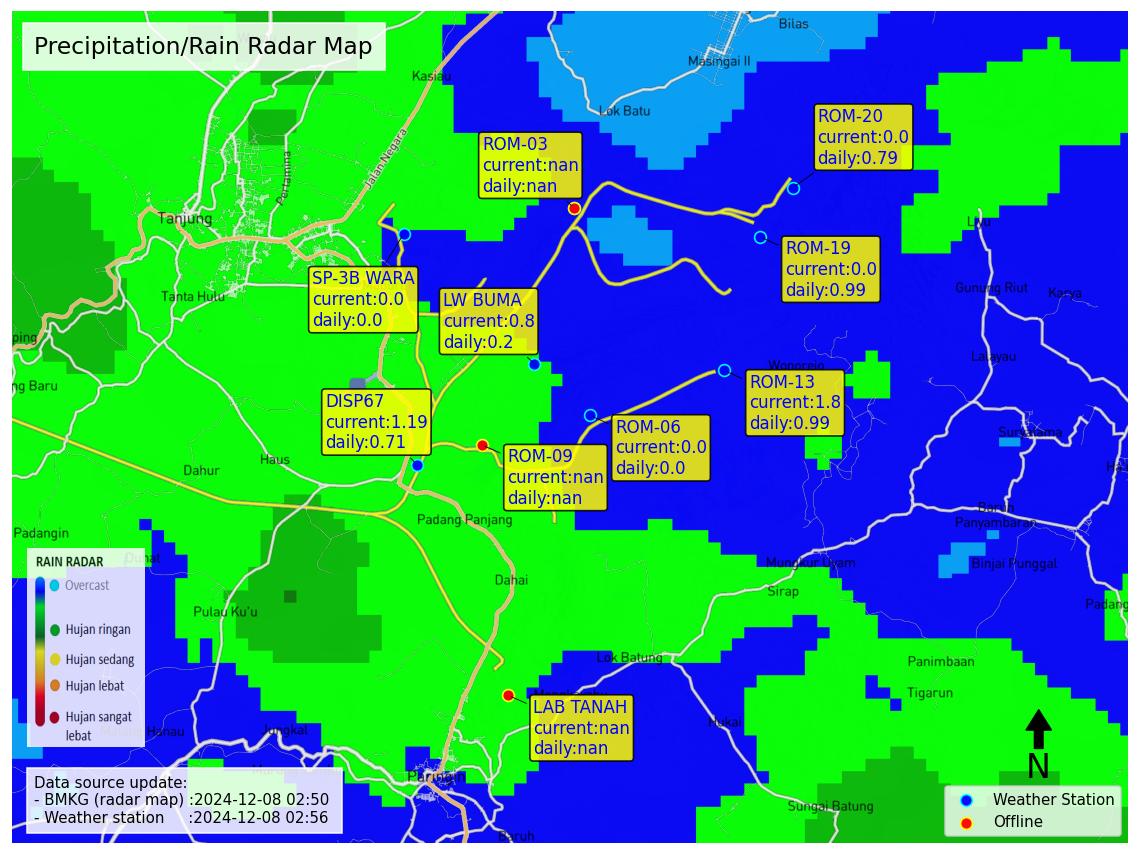 Precipitation/Rain Radar Map
Bilas
Masingai II
Kasiau
Lok Batu
Jalan Negara
Pertamina
ROM-20
current:0.0
daily:0.79
ROM-03
current:nan
daily:nan
Tanjung
Liyu
ROM-19
current:0.0
daily:0.99
SP-3B WARA
current:0.0
daily:0.0
LW BUMA
current:0.8
daily:0.2
Tanta Hulu
Gunung Riut
Karya
ping
Lalayau
Wonorejo
ng Baru
ROM-13
current:1.8
daily:0.99
DISP67
current:1.19
daily:0.71
ROM-06
current:0.0
daily:0.0
Suryatama
ROM-09
current:nan
daily:nan
Haus
Dahur
Padang Panjang
Baruh
Panyambaran
Padangin
Mungkur Uyam
Binjai Punggal
Dahai
Sirap
Padang
Pulau Ku'u
RAIN RADAR
Overcast
Hujan ringan
Hujan sedang
Hujan lebat
Hujan sangat
lebat
Lok Batung
Panimbaan
Tigarun
LAB TANAH
current:nan
daily:nan
Hukai
Jungkal
Paringin
N
Data source update:
- BMKG (radar map) :2024-12-08 02:50
- Weather station :2024-12-08 02:56
Sungai Batung
Baruh
Weather Station
Offline